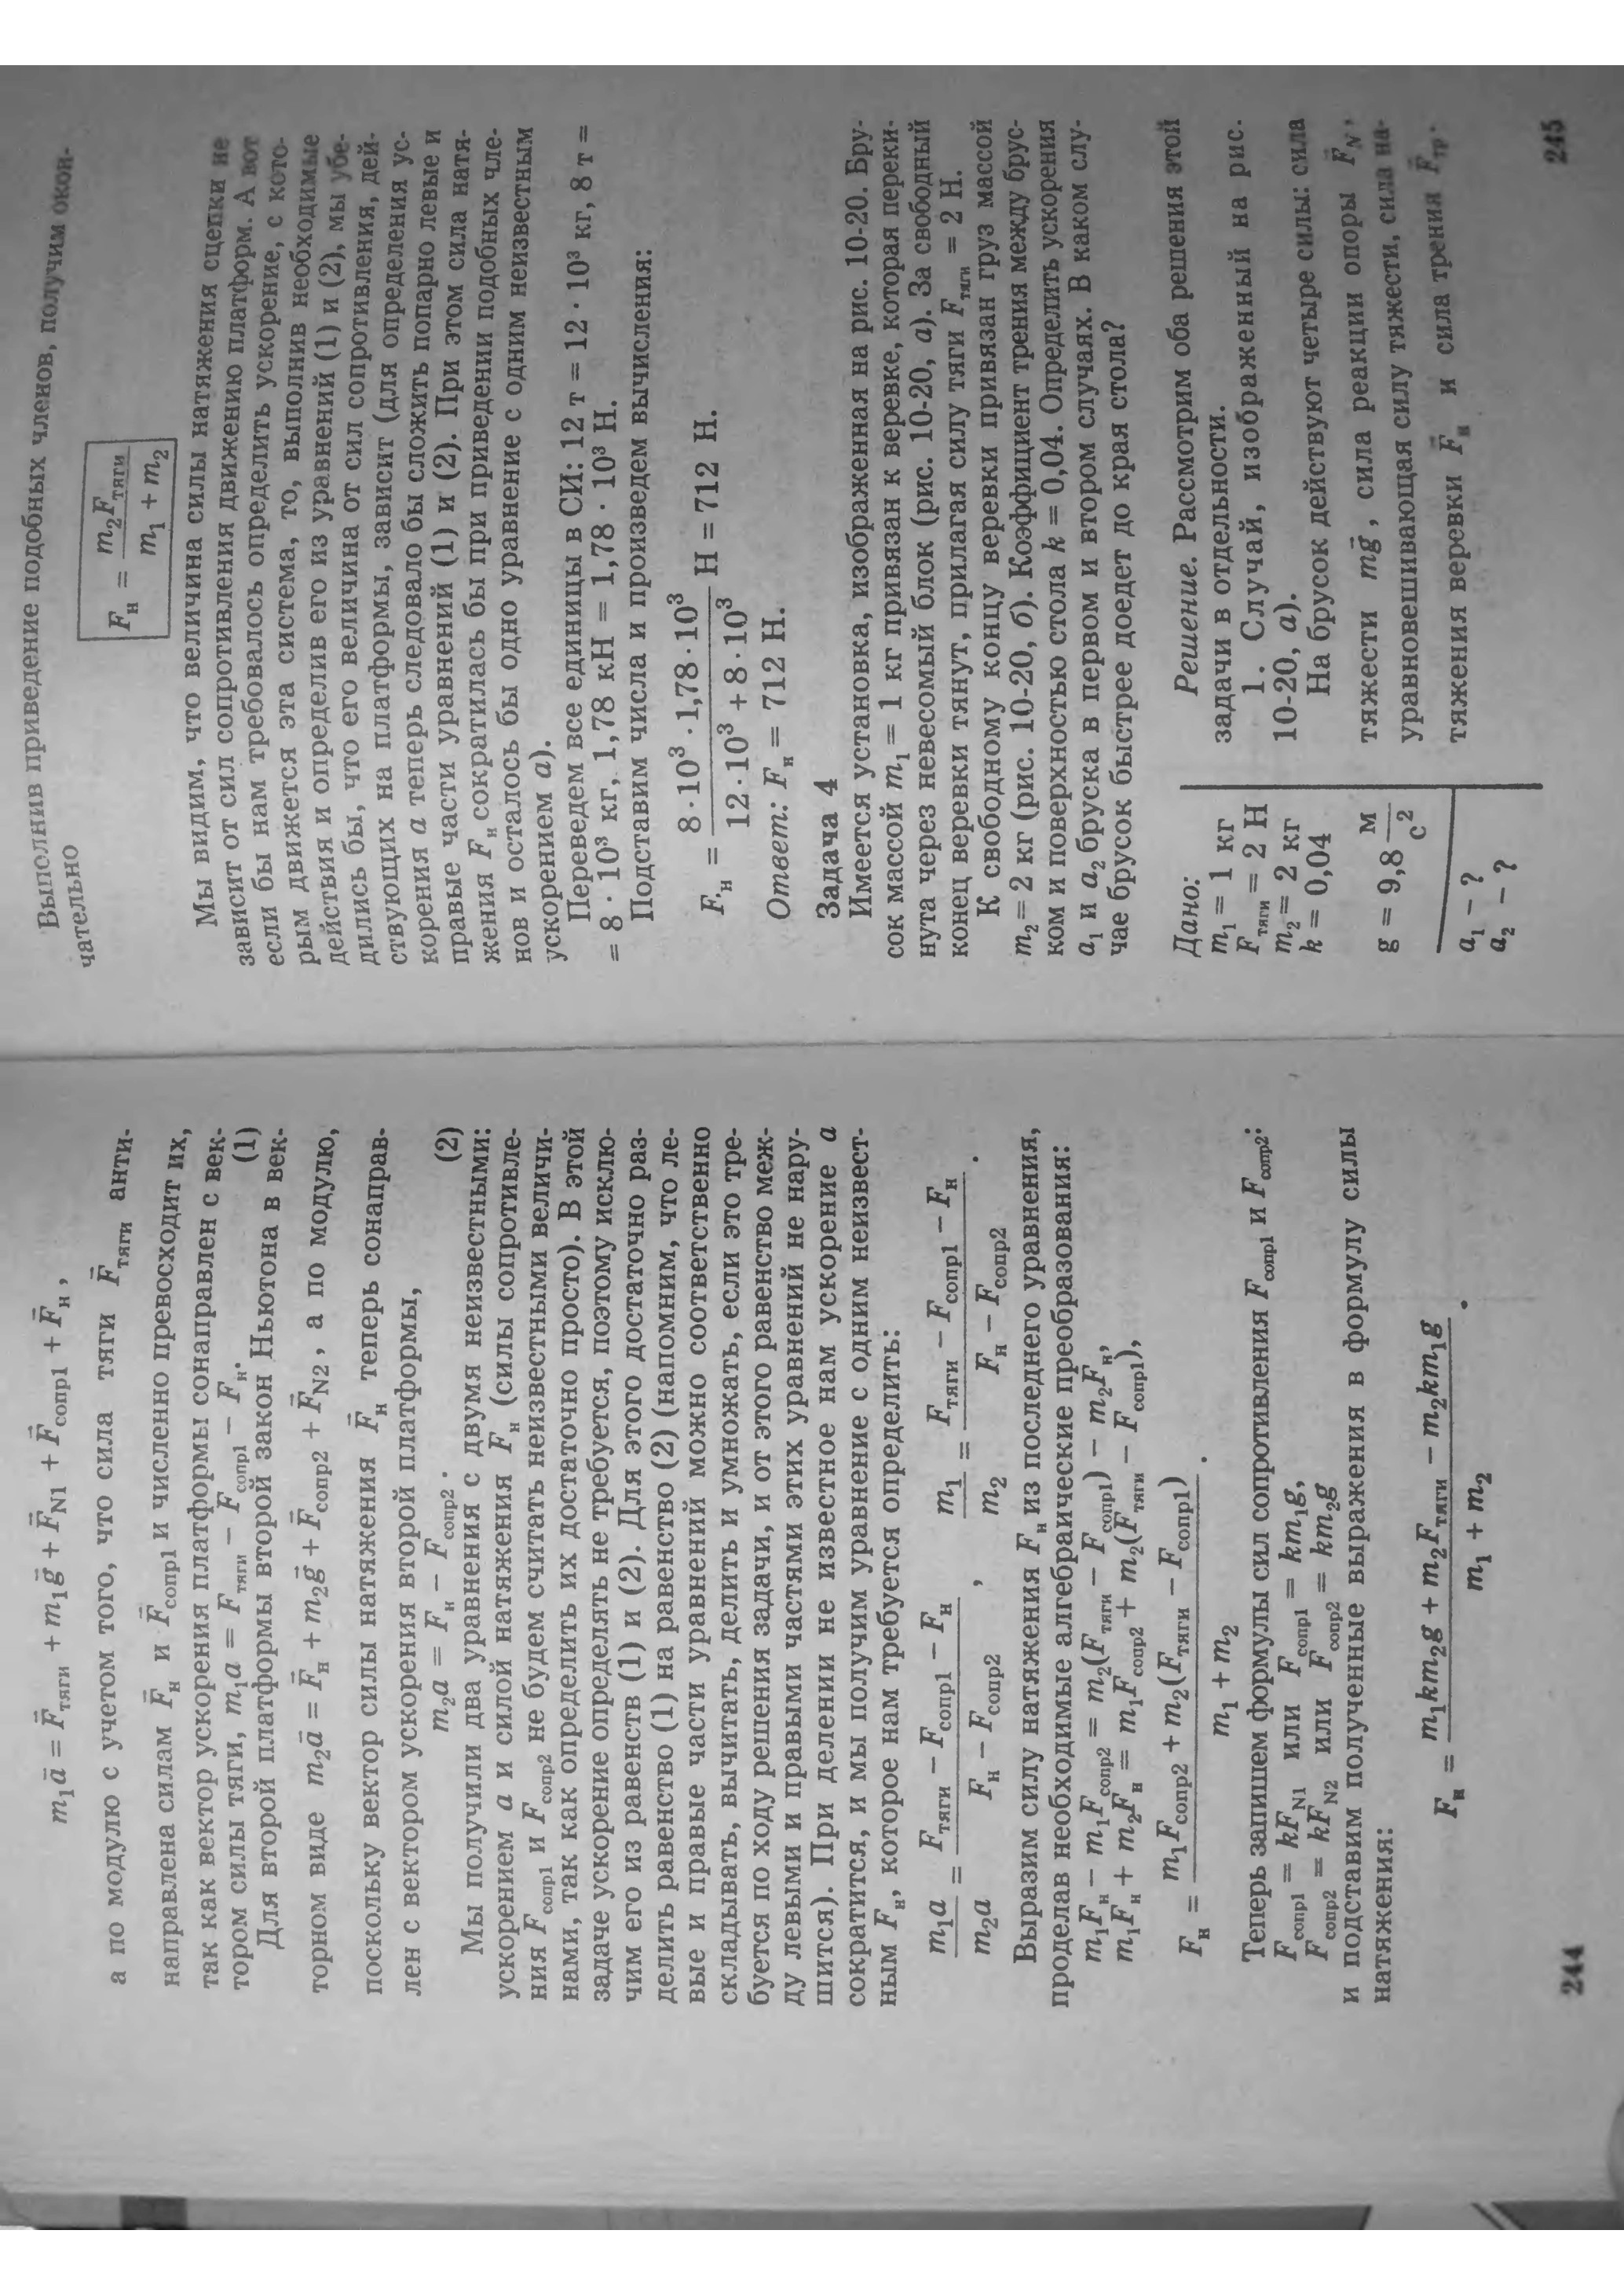 m₁a⃗ = F⃗тяги + m₁g⃗ + F⃗N1 + F⃗сопр1 + F⃗н ,
а по модулю с учетом того, что сила тяги F⃗тяги анти-
направлена силам F⃗н и F⃗сопр1 и численно превосходит их,
так как вектор ускорения платформы сонаправлен с век-
тором силы тяги, m₁a = Fтяги − Fсопр1 − Fн. (1)
Для второй платформы второй закон Ньютона в век-
торном виде m₂a⃗ = F⃗н + m₂g⃗ + F⃗сопр2 + F⃗N2 , а по модулю,
поскольку вектор силы натяжения F⃗н теперь сонаправ-
лен с вектором ускорения второй платформы,
m₂a = Fн − Fсопр2 . (2)
Мы получили два уравнения с двумя неизвестными:
ускорением a и силой натяжения Fн (силы сопротивле-
ния Fсопр1 и Fсопр2 не будем считать неизвестными величи-
нами, так как определить их достаточно просто). В этой
задаче ускорение определять не требуется, поэтому исклю-
чим его из равенств (1) и (2). Для этого достаточно раз-
делить равенство (1) на равенство (2) (напомним, что ле-
вые и правые части уравнений можно соответственно
складывать, вычитать, делить и умножать, если это тре-
буется по ходу решения задачи, и от этого равенство меж-
ду левыми и правыми частями этих уравнений не нару-
шится). При делении не известное нам ускорение a
сократится, и мы получим уравнение с одним неизвест-
ным Fн, которое нам требуется определить:
m₁a / m₂a = (Fтяги − Fсопр1 − Fн) / (Fн − Fсопр2) , m₁ / m₂ = (Fтяги − Fсопр1 − Fн) / (Fн − Fсопр2) .
Выразим силу натяжения Fн из последнего уравнения,
проделав необходимые алгебраические преобразования:
m₁Fн − m₁Fсопр2 = m₂(Fтяги − Fсопр1) − m₂Fн,
m₁Fн + m₂Fн = m₁Fсопр2 + m₂(Fтяги − Fсопр1),
Fн = (m₁Fсопр2 + m₂(Fтяги − Fсопр1)) / (m₁ + m₂) .
Теперь запишем формулы сил сопротивления Fсопр1 и Fсопр2:
Fсопр1 = kFN1 или Fсопр1 = km₁g,
Fсопр2 = kFN2 или Fсопр2 = km₂g
и подставим полученные выражения в формулу силы
натяжения:
Fн = (m₁km₂g + m₂Fтяги − m₂km₁g) / (m₁ + m₂) .
244
Выполнив приведение подобных членов, получим окон-
чательно
Fн = m₂Fтяги / (m₁ + m₂)
Мы видим, что величина силы натяжения сцепки не
зависит от сил сопротивления движению платформ. А вот
если бы нам требовалось определить ускорение, с кото-
рым движется эта система, то, выполнив необходимые
действия и определив его из уравнений (1) и (2), мы убе-
дились бы, что его величина от сил сопротивления, дей-
ствующих на платформы, зависит (для определения ус-
корения a теперь следовало бы сложить попарно левые и
правые части уравнений (1) и (2). При этом сила натя-
жения Fн сократилась бы при приведении подобных чле-
нов и осталось бы одно уравнение с одним неизвестным
ускорением a).
Переведем все единицы в СИ: 12 т = 12 · 10³ кг, 8 т =
= 8 · 10³ кг, 1,78 кН = 1,78 · 10³ Н.
Подставим числа и произведем вычисления:
Fн = (8·10³ ·1,78·10³) / (12·10³ + 8·10³) Н = 712 Н.
Ответ: Fн = 712 Н.
Задача 4
Имеется установка, изображенная на рис. 10-20. Бру-
сок массой m₁ = 1 кг привязан к веревке, которая переки-
нута через невесомый блок (рис. 10-20, а). За свободный
конец веревки тянут, прилагая силу тяги Fтяги = 2 Н.
К свободному концу веревки привязан груз массой
m₂ = 2 кг (рис. 10-20, б). Коэффициент трения между брус-
ком и поверхностью стола k = 0,04. Определить ускорения
a₁ и a₂ бруска в первом и втором случаях. В каком слу-
чае брусок быстрее доедет до края стола?
Дано:
m₁ = 1 кг
Fтяги = 2 Н
m₂ = 2 кг
k = 0,04
g = 9,8 м/с²
a₁ − ?
a₂ − ?
Решение. Рассмотрим оба решения этой
задачи в отдельности.
1. Случай, изображенный на рис.
10-20, а).
На брусок действуют четыре силы: сила
тяжести mg⃗ , сила реакции опоры F⃗N ,
уравновешивающая силу тяжести, сила на-
тяжения веревки F⃗н и сила трения F⃗тр.
245